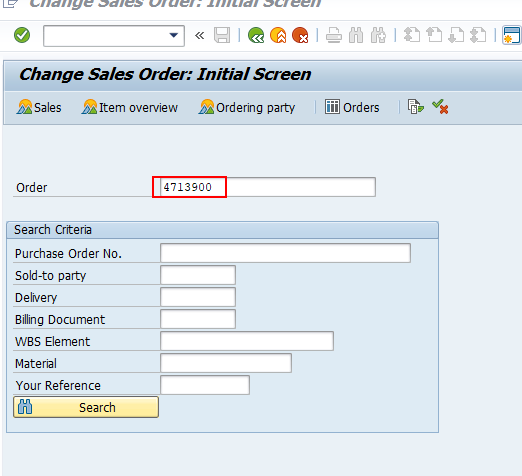 Change Sales Order: Initial Screen
Change Sales Order: Initial Screen
Sales Item overview Ordering party Orders
Order 4713900
Search Criteria
Purchase Order No.
Sold-to party
Delivery
Billing Document
WBS Element
Material
Your Reference
Search